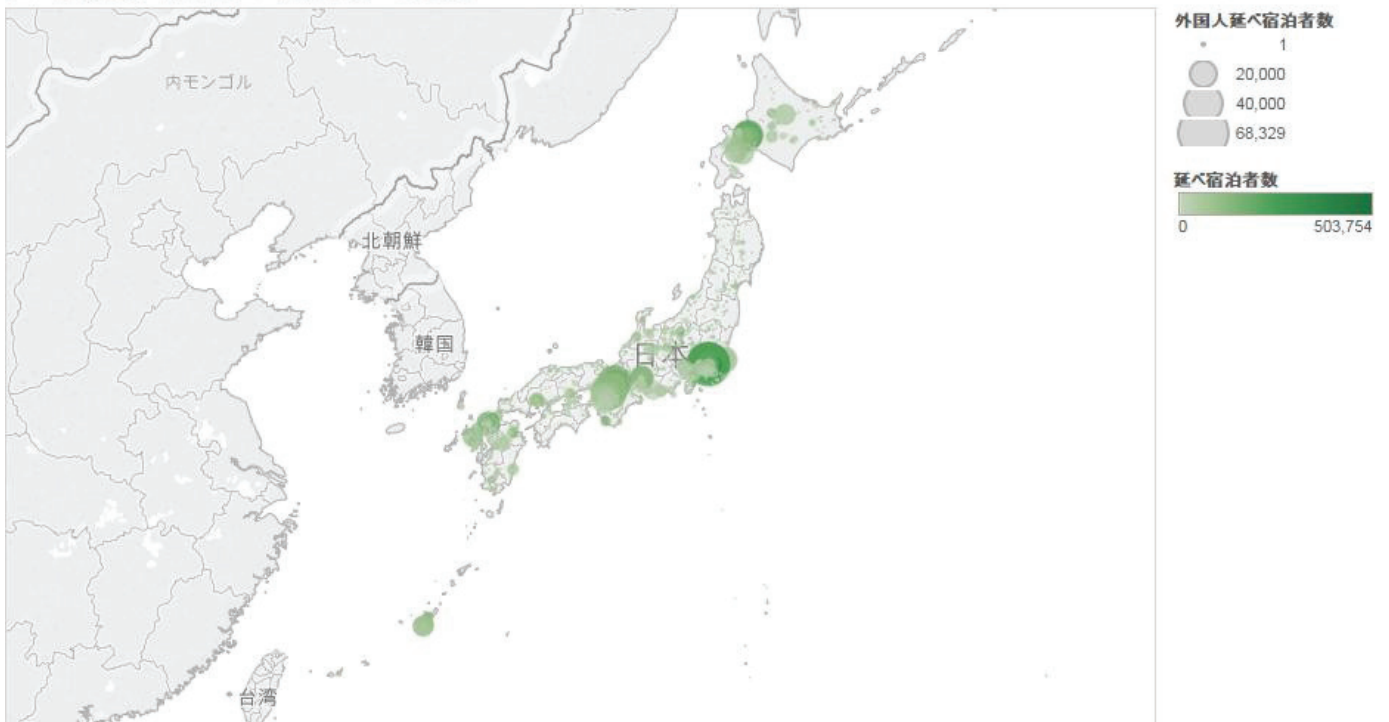 内モンゴル
北朝鮮
韓国
日本
台湾
外国人延べ宿泊者数
1
20,000
40,000
68,329
延べ宿泊者数
0
503,754